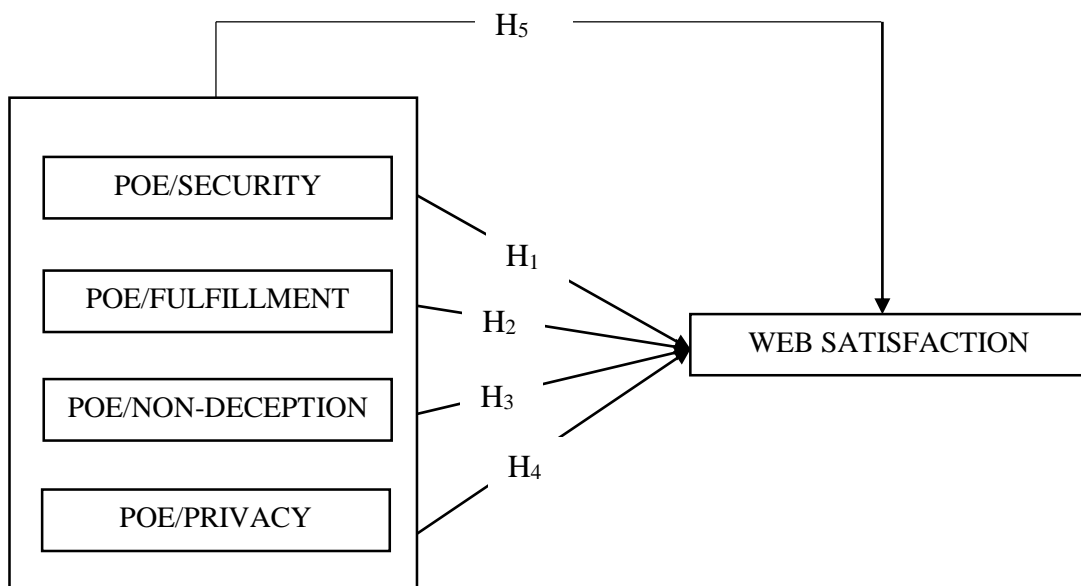 H₅
POE/SECURITY
H₁
POE/FULFILLMENT
H₂
WEB SATISFACTION
POE/NON-DECEPTION
H₃
H₄
POE/PRIVACY